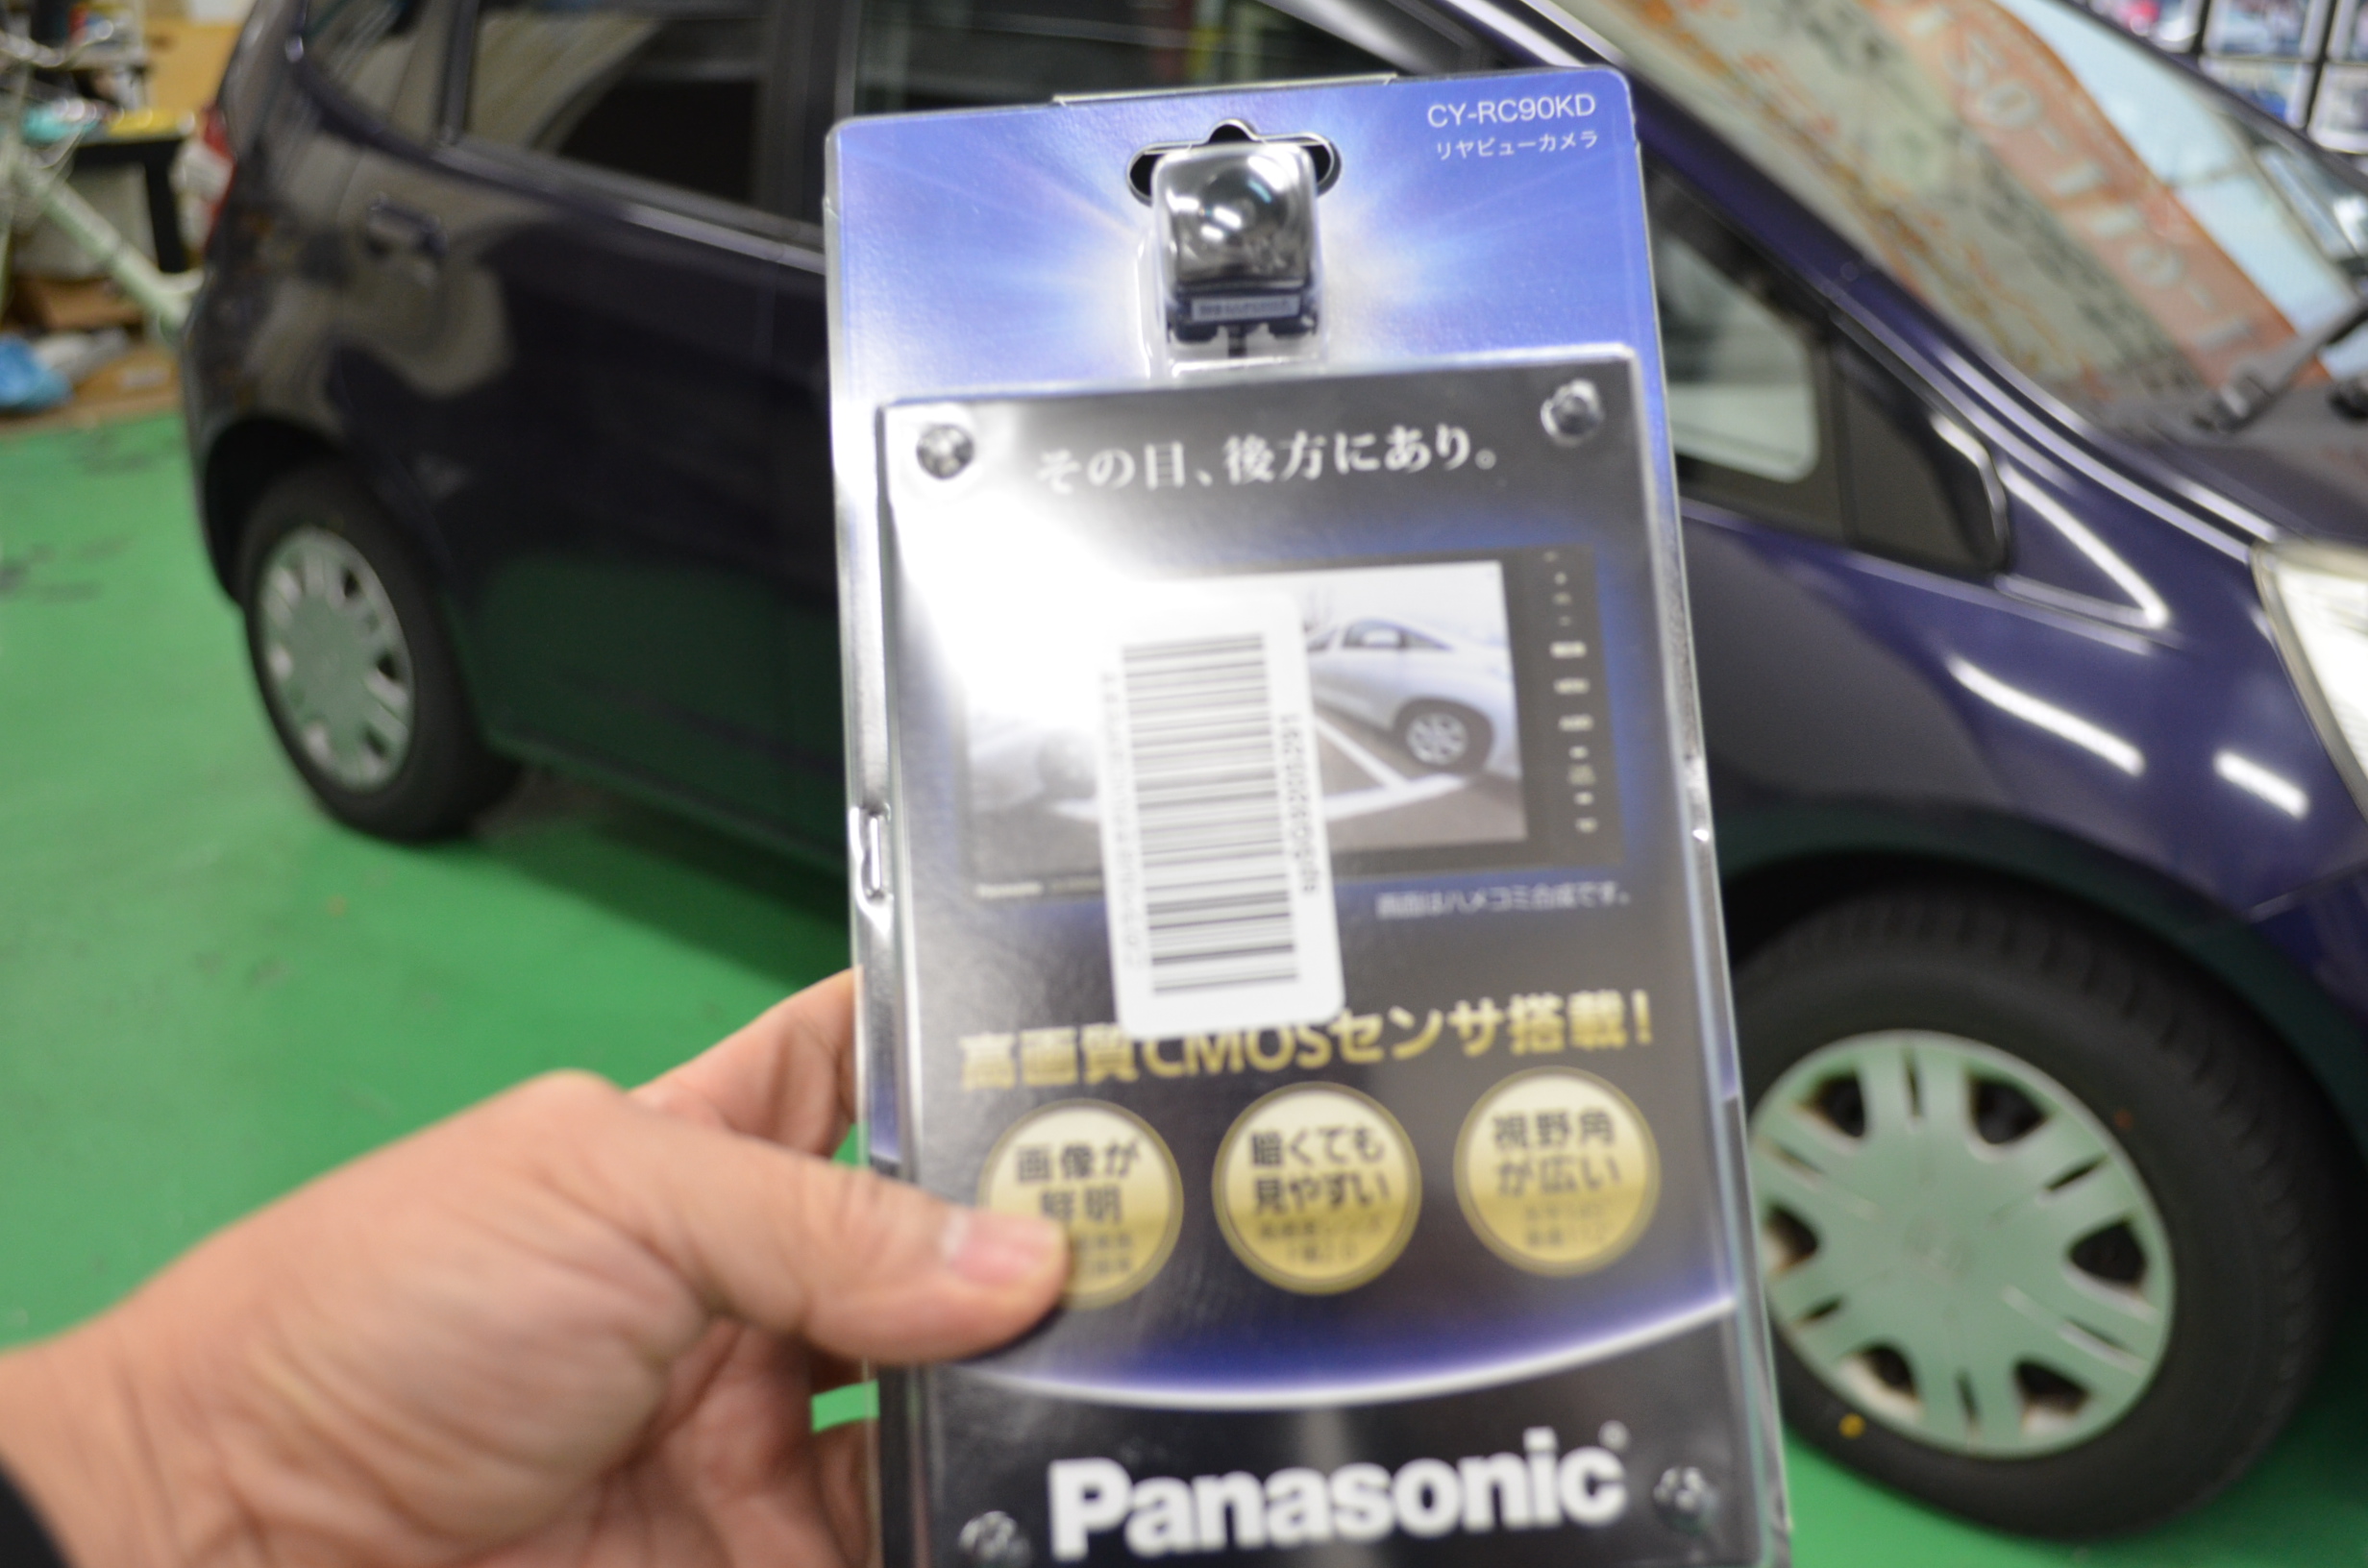 CY-RC90KD
リヤビューカメラ
その目、後方にあり。
画面はハメコミ合成です。
高画質CMOSセンサ搭載!
画像が
鮮明
暗くても
見やすい
視野角
が広い
Panasonic